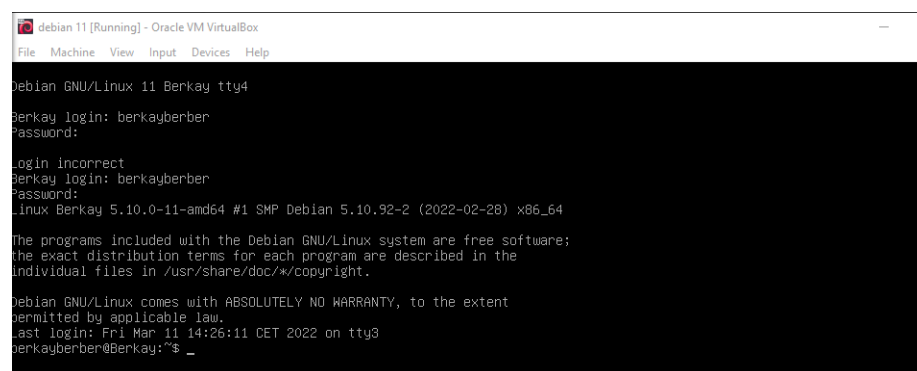 debian 11 [Running] - Oracle VM VirtualBox
File Machine View Input Devices Help
Debian GNU/Linux 11 Berkay tty4
Berkay login: berkayberber
Password:
Login incorrect
Berkay login: berkayberber
Password:
Linux Berkay 5.10.0-11-amd64 #1 SMP Debian 5.10.92-2 (2022-02-28) x86_64
The programs included with the Debian GNU/Linux system are free software;
the exact distribution terms for each program are described in the
individual files in /usr/share/doc/*/copyright.
Debian GNU/Linux comes with ABSOLUTELY NO WARRANTY, to the extent
permitted by applicable law.
Last login: Fri Mar 11 14:26:11 CET 2022 on tty3
berkayberber@Berkay:~$ _